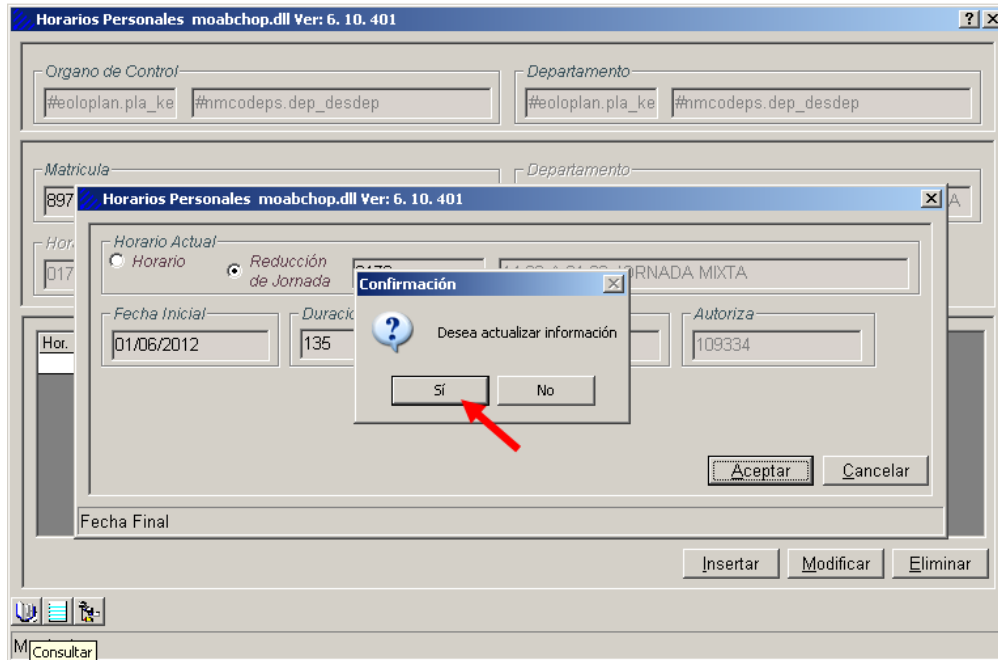 Horarios Personales moabchop.dll Ver: 6. 10. 401
Organo de Control
Departamento
#eoloplan.pla_ke #nmcodeps.dep_desdep
#eoloplan.pla_ke #nmcodeps.dep_desdep
Matricula
Departamento
897
A
Horarios Personales moabchop.dll Ver: 6. 10. 401
Hor.
017
Horario Actual
Horario
Reducción
de Jornada
JORNADA MIXTA
Confirmación
Desea actualizar información
Sí
No
Fecha Inicial
01/06/2012
135
Autoriza
109334
Hor.
Aceptar
Cancelar
Fecha Final
Insertar
Modificar
Eliminar
Consultar